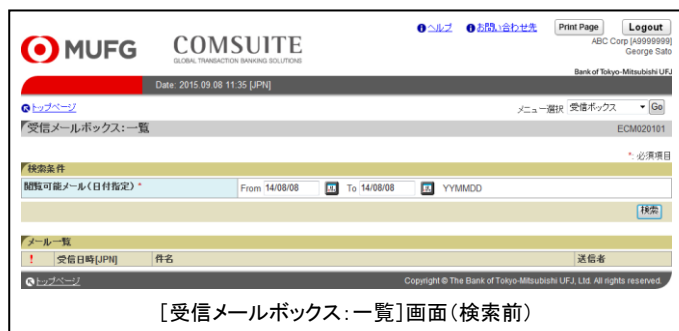 ヘルプ お問い合わせ先 Print Page Logout
MUFG COMSUITE
GLOBAL TRANSACTION BANKING SOLUTIONS
ABC Corp [A9999999]
George Sato
Bank of Tokyo-Mitsubishi UFJ
Date: 2015.09.08 11:35 [JPN]
トップページ メニュー選択 受信ボックス Go
受信メールボックス:一覧 ECM020101
*: 必須項目
検索条件
閲覧可能メール(日付指定) * From 14/08/08 To 14/08/08 YYMMDD
検索
メール一覧
! 受信日時[JPN] 件名 送信者
トップページ Copyright © The Bank of Tokyo-Mitsubishi UFJ, Ltd. All rights reserved.
[受信メールボックス:一覧]画面(検索前)